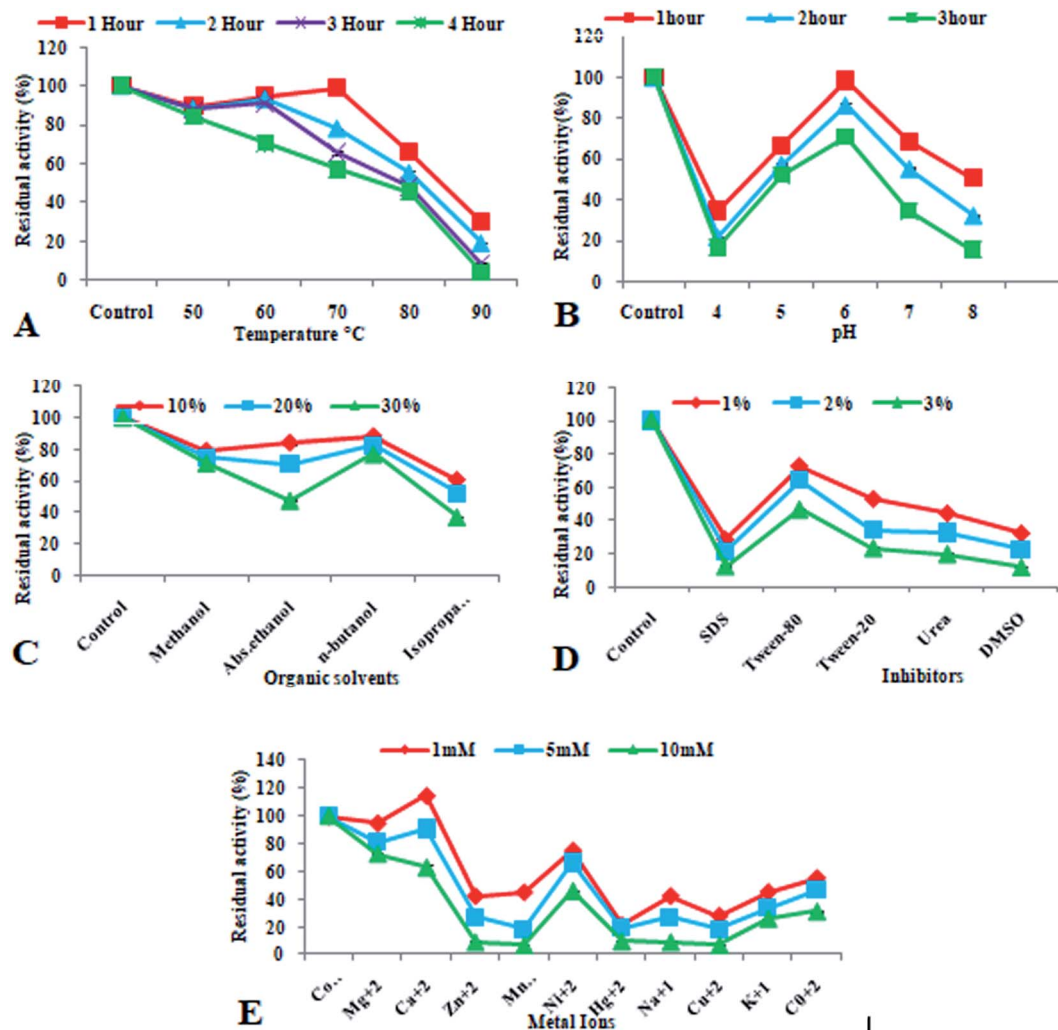 1 Hour 2 Hour 3 Hour 4 Hour
120
100
80
60
40
20
0
Residual activity (%)
Control 50 60 70 80 90
Temperature °C
A
1hour 2hour 3hour
120
100
80
60
40
20
0
Residual activity(%)
Control 4 5 6 7 8
pH
B
10% 20% 30%
120
100
80
60
40
20
0
Residual activity (%)
Control Methanol Abs.ethanol n-butanol Isopropa..
Organic solvents
C
1% 2% 3%
120
100
80
60
40
20
0
Residual activity(%)
Control SDS Tween-80 Tween-20 Urea DMSO
Inhibitors
D
1mM 5mM 10mM
140
120
100
80
60
40
20
0
Residual activity (%)
Co.. Mg+2 Ca+2 Zn+2 Mn.. Ni+2 Hg+2 Na+1 Cu+2 K+1 C0+2
Metal Ions
E